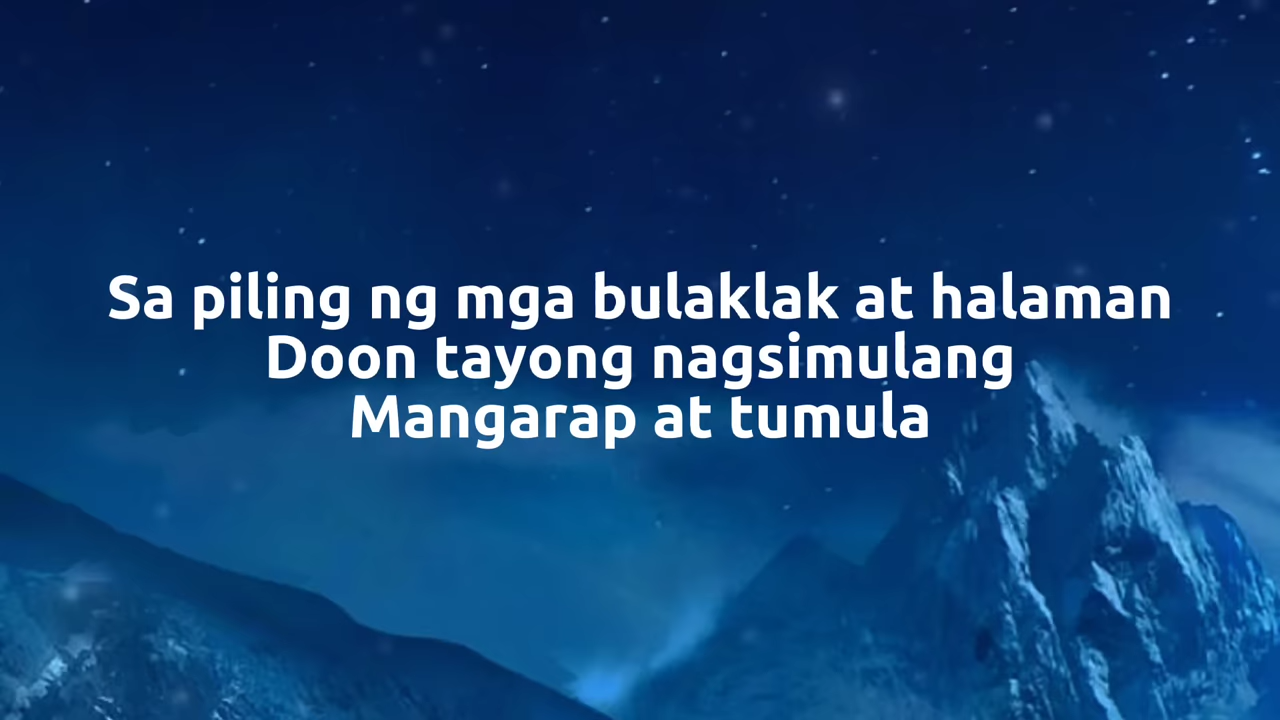 Sa piling ng mga bulaklak at halaman
Doon tayong nagsimulang
Mangarap at tumula